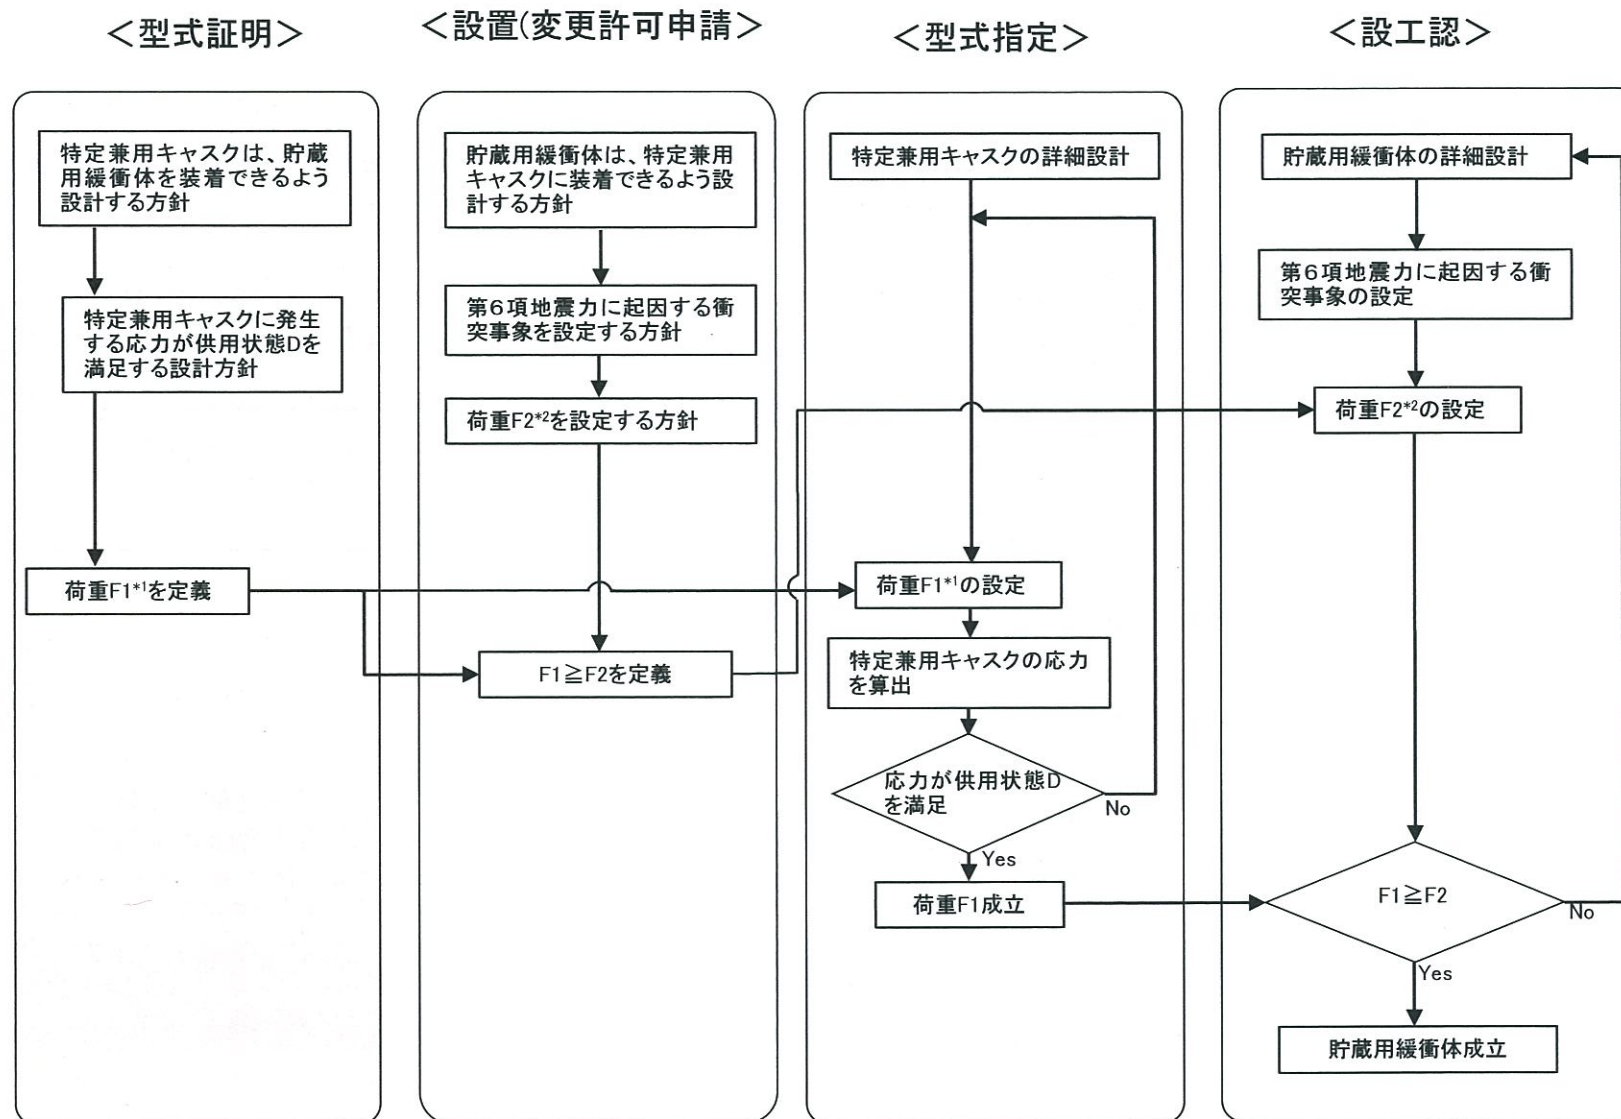 ＜型式証明＞
特定兼用キャスクは、貯蔵
用緩衝体を装着できるよう
設計する方針
特定兼用キャスクに発生
する応力が供用状態Dを
満足する設計方針
荷重F1*1を定義
＜設置(変更許可申請＞
貯蔵用緩衝体は、特定兼用
キャスクに装着できるよう設
計する方針
第６項地震力に起因する衝
突事象を設定する方針
荷重F2*2を設定する方針
F1≧F2を定義
＜型式指定＞
特定兼用キャスクの詳細設計
荷重F1*1の設定
特定兼用キャスクの応力
を算出
応力が供用状態D
を満足
No
Yes
荷重F1成立
＜設工認＞
貯蔵用緩衝体の詳細設計
第６項地震力に起因する衝
突事象の設定
荷重F2*2の設定
F1≧F2
No
Yes
貯蔵用緩衝体成立